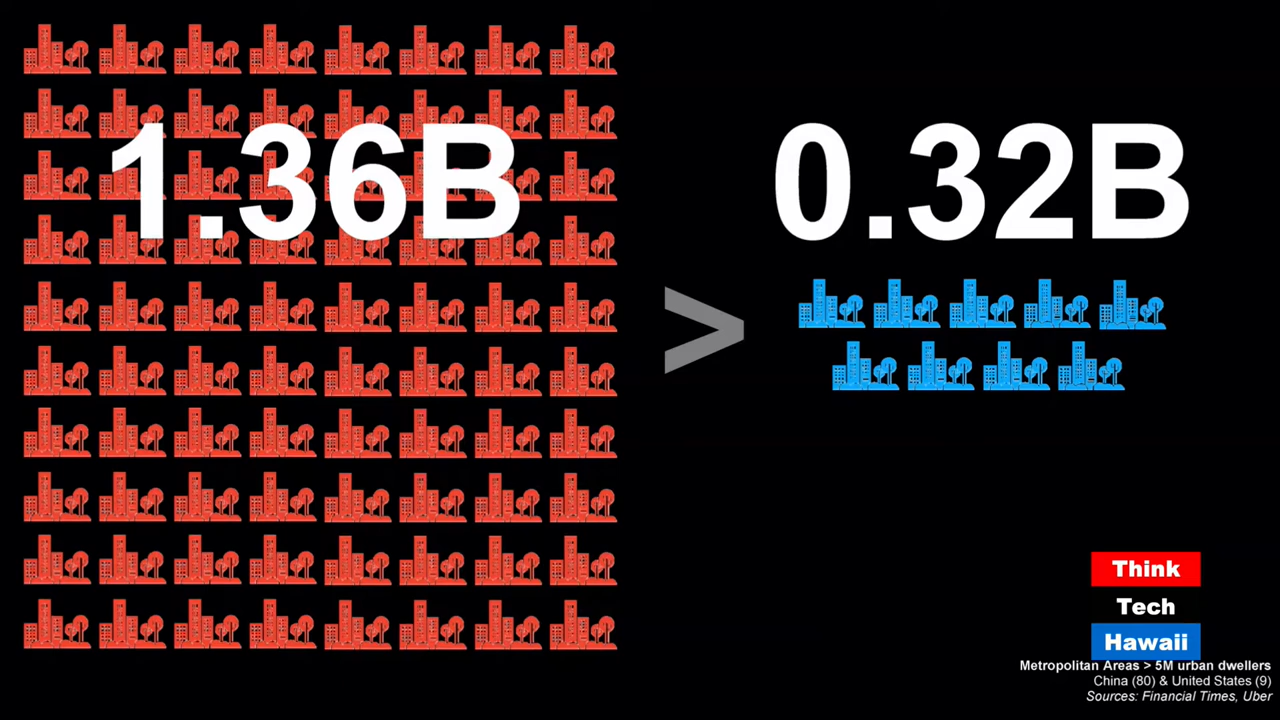 1.36B
>
0.32B
Think
Tech
Hawaii
Metropolitan Areas > 5M urban dwellers
China (80) & United States (9)
Sources: Financial Times, Uber